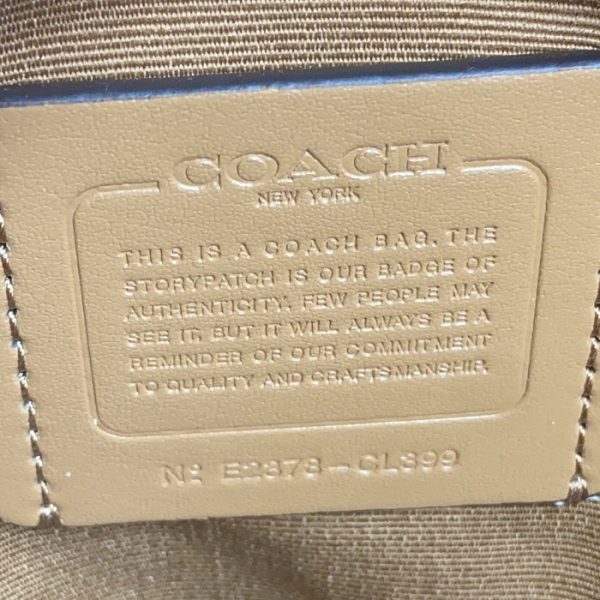 COACH
NEW YORK
THIS IS A COACH BAG. THE
STORYPATCH IS OUR BADGE OF
AUTHENTICITY. FEW PEOPLE MAY
SEE IT, BUT IT WILL ALWAYS BE A
REMINDER OF OUR COMMITMENT
TO QUALITY AND CRAFTSMANSHIP.
Nº E2373-CL399